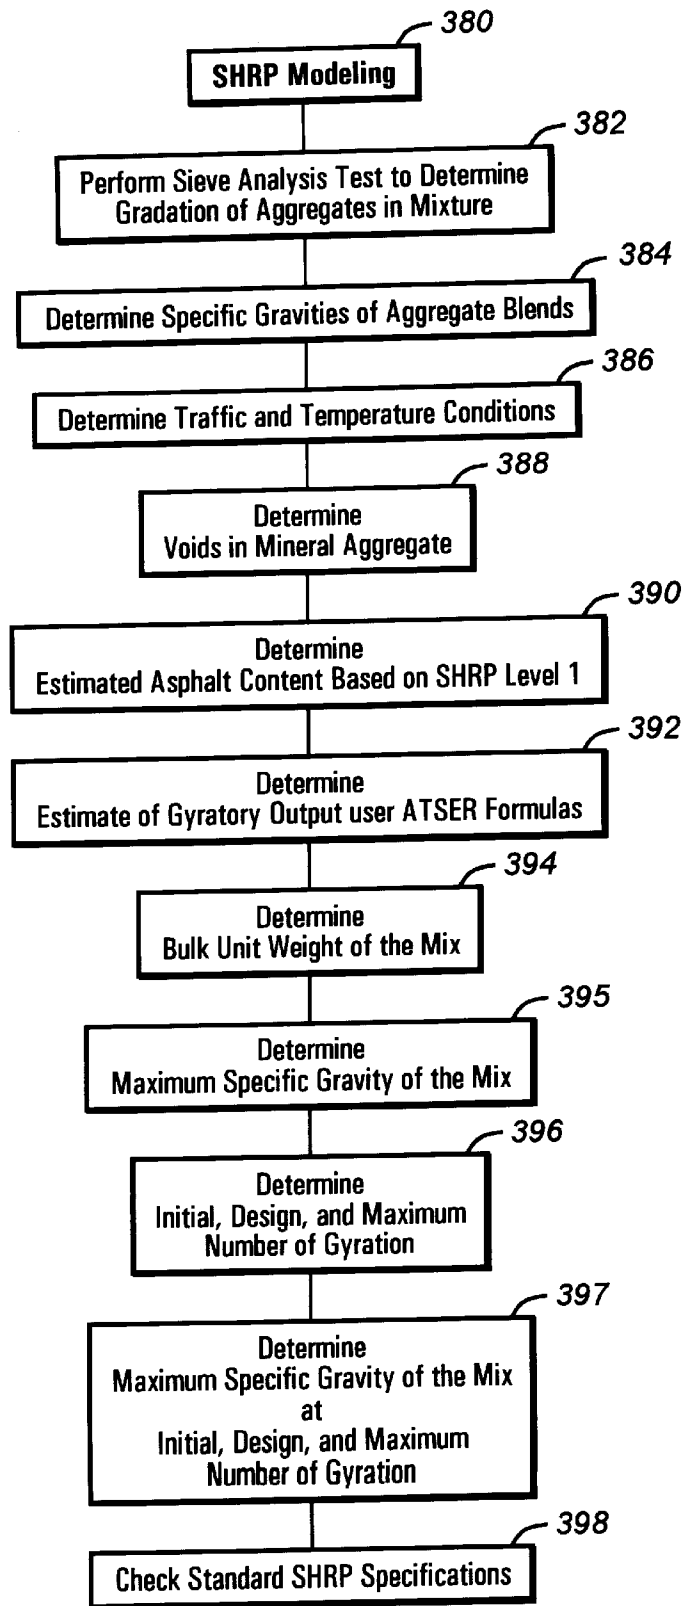 380
SHRP Modeling
382
Perform Sieve Analysis Test to Determine
Gradation of Aggregates in Mixture
384
Determine Specific Gravities of Aggregate Blends
386
Determine Traffic and Temperature Conditions
388
Determine
Voids in Mineral Aggregate
390
Determine
Estimated Asphalt Content Based on SHRP Level 1
392
Determine
Estimate of Gyratory Output user ATSER Formulas
394
Determine
Bulk Unit Weight of the Mix
395
Determine
Maximum Specific Gravity of the Mix
396
Determine
Initial, Design, and Maximum
Number of Gyration
397
Determine
Maximum Specific Gravity of the Mix
at
Initial, Design, and Maximum
Number of Gyration
398
Check Standard SHRP Specifications